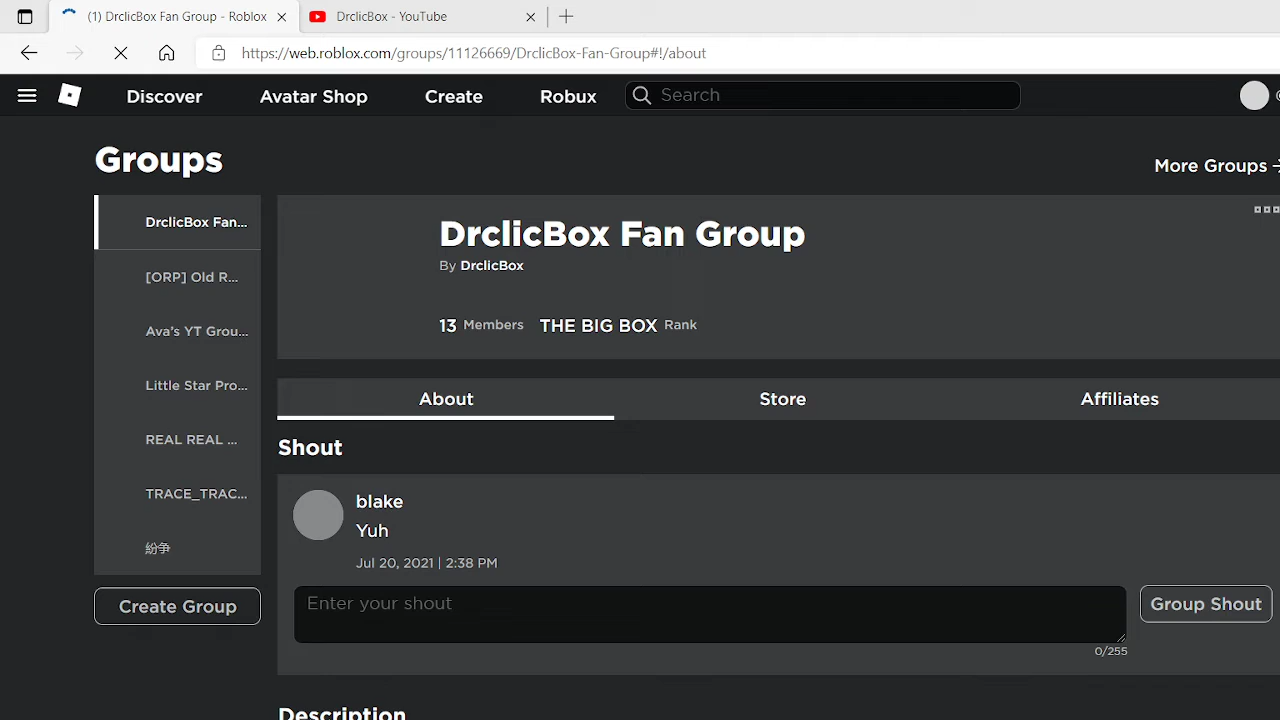 (1) DrclicBox Fan Group - Roblox
DrclicBox - YouTube
https://web.roblox.com/groups/11126669/DrclicBox-Fan-Group#!/about
Discover
Avatar Shop
Create
Robux
Search
Groups
More Groups
DrclicBox Fan...
[ORP] Old R...
Ava's YT Grou...
Little Star Pro...
REAL REAL ...
TRACE_TRAC...
紛争
Create Group
DrclicBox Fan Group
By DrclicBox
13 Members THE BIG BOX Rank
About
Store
Affiliates
Shout
blake
Yuh
Jul 20, 2021 | 2:38 PM
Enter your shout
Group Shout
0/255
Description